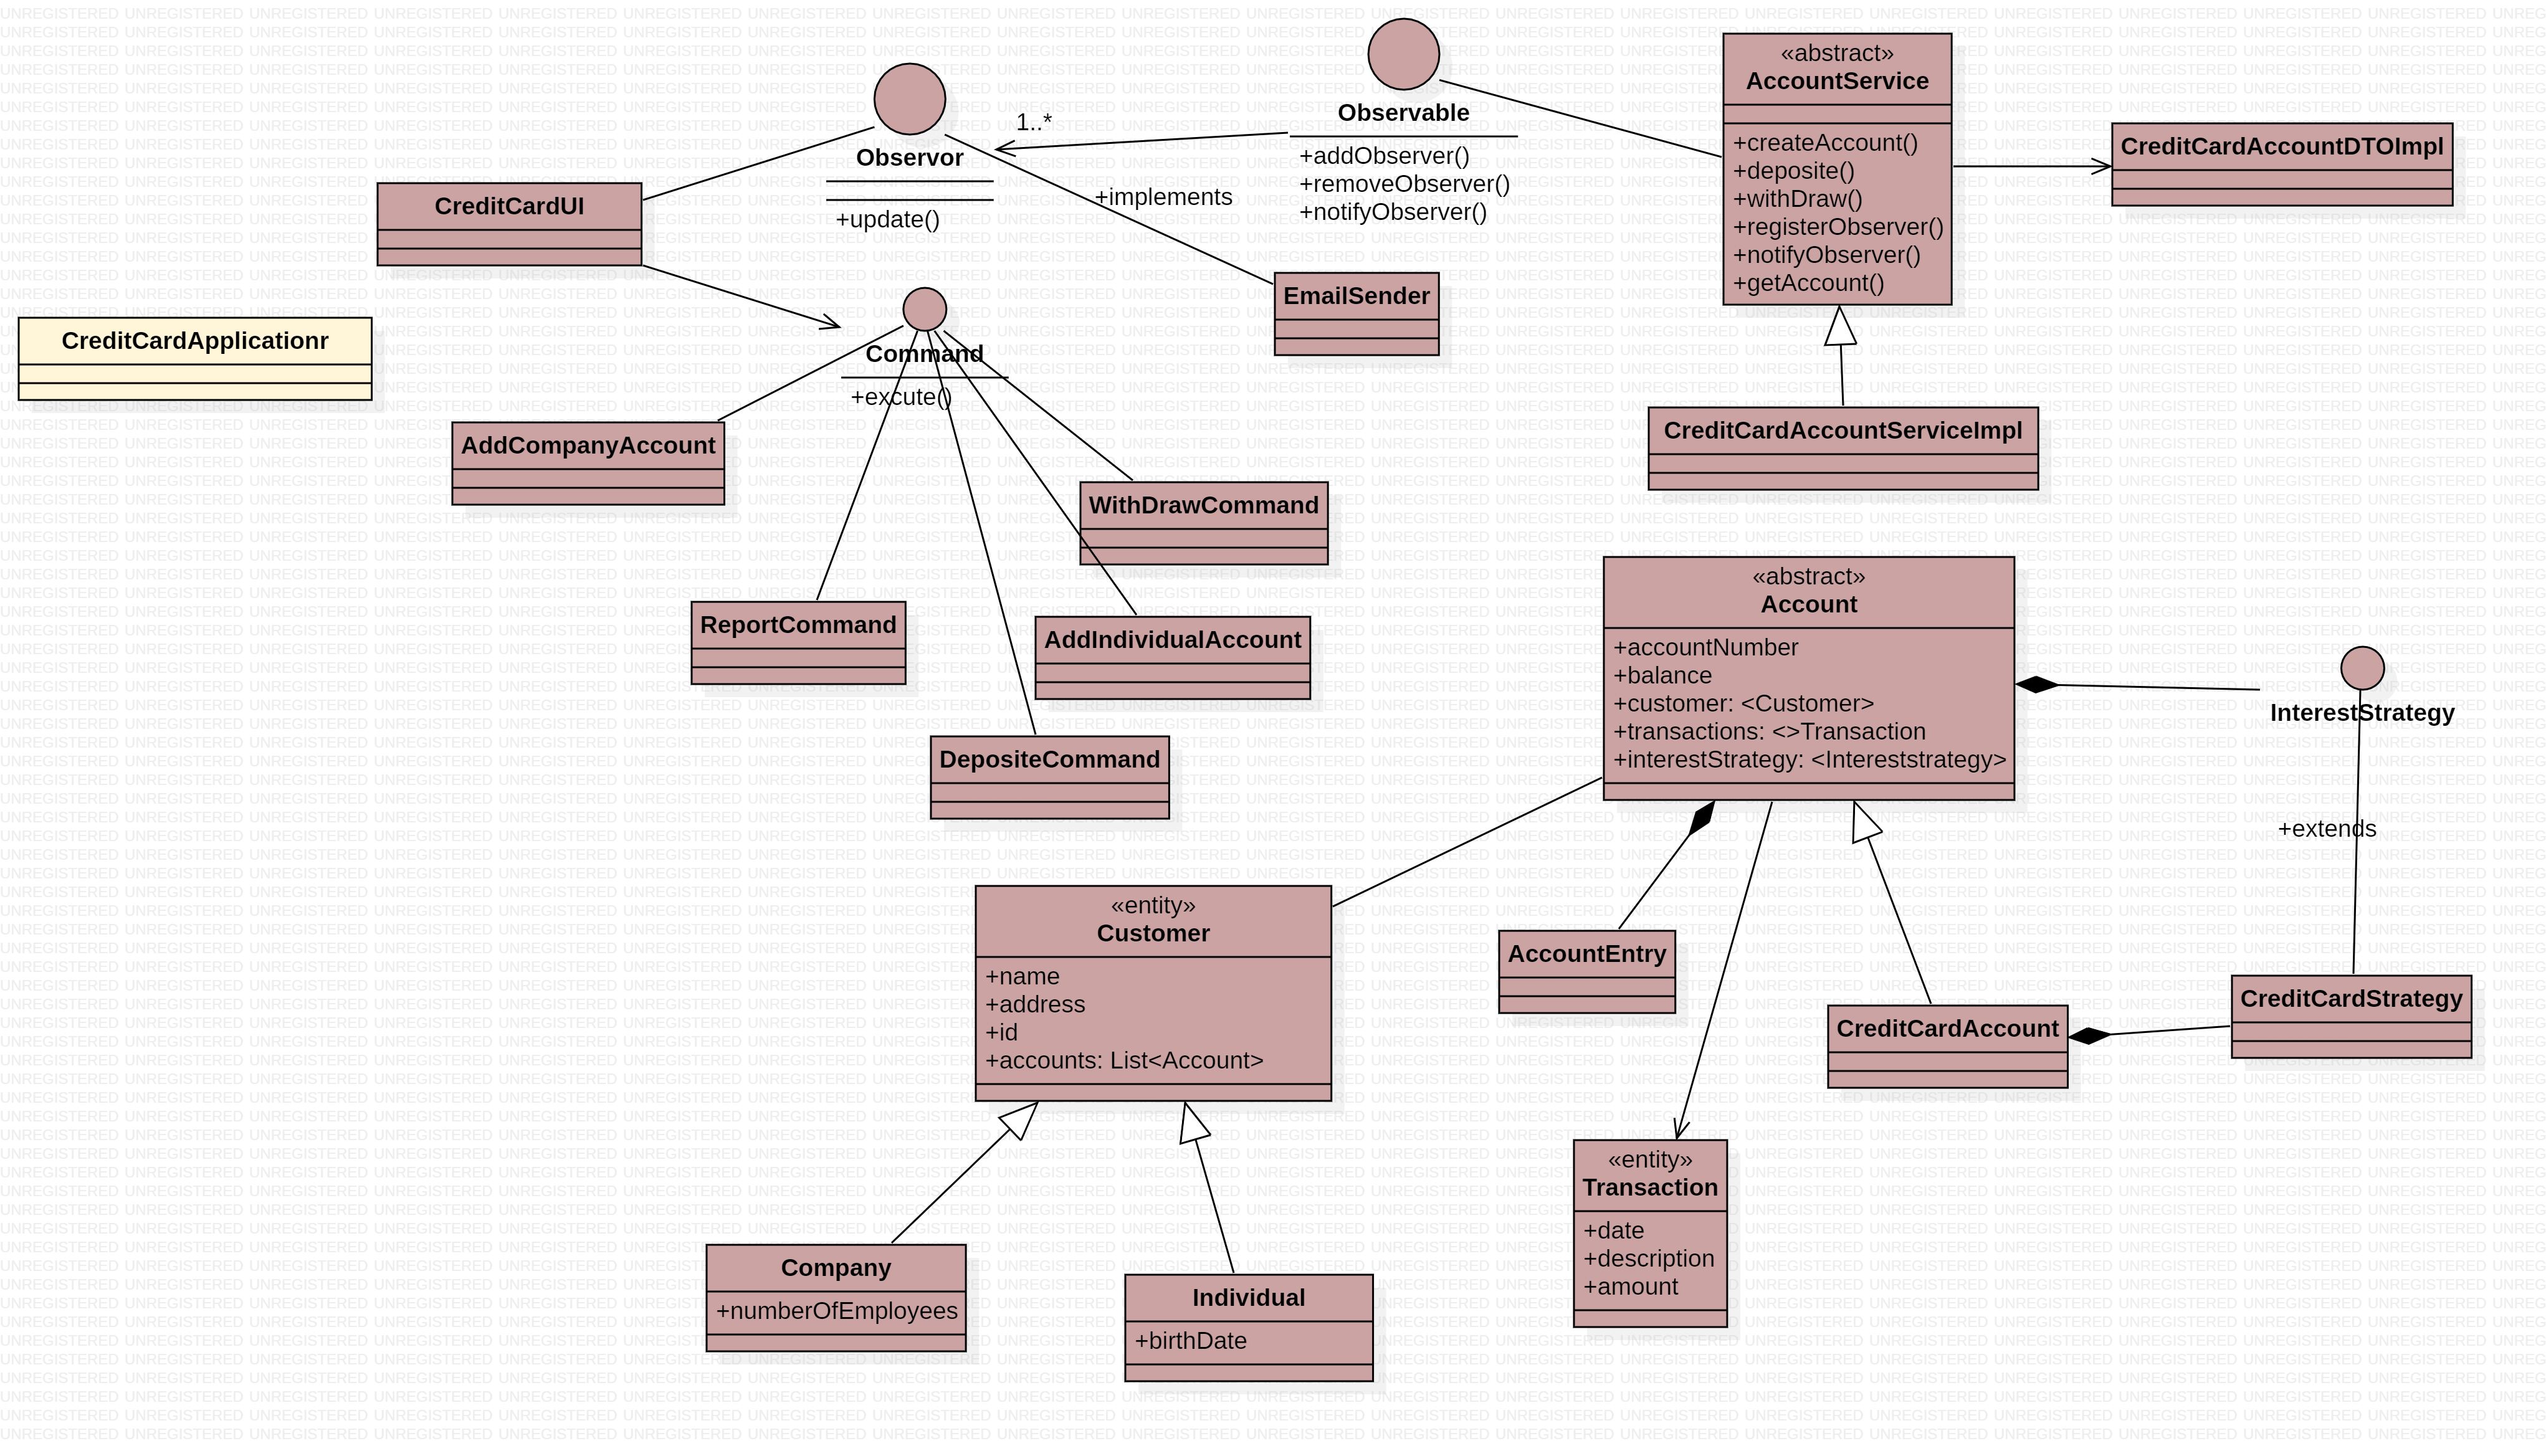 Observor
+update()
1..*
Observable
+addObserver()
+removeObserver()
+notifyObserver()
«abstract»
AccountService
+createAccount()
+deposite()
+withDraw()
+registerObserver()
+notifyObserver()
+getAccount()
CreditCardAccountDTOImpl
CreditCardUI
+implements
EmailSender
CreditCardApplicationr
Command
+excute()
AddCompanyAccount
CreditCardAccountServiceImpl
WithDrawCommand
ReportCommand
AddIndividualAccount
DepositeCommand
«abstract»
Account
+accountNumber
+balance
+customer: <Customer>
+transactions: <>Transaction
+interestStrategy: <Intereststrategy>
InterestStrategy
+extends
«entity»
Customer
+name
+address
+id
+accounts: List<Account>
AccountEntry
CreditCardAccount
CreditCardStrategy
«entity»
Transaction
+date
+description
+amount
Company
+numberOfEmployees
Individual
+birthDate
UNREGISTERED